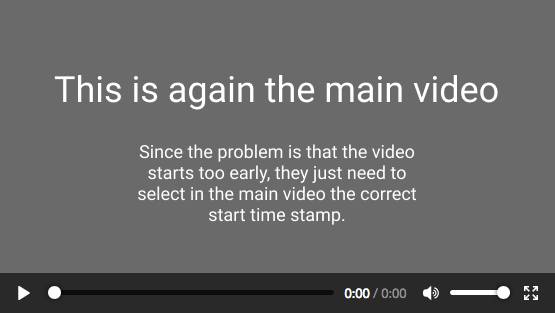 This is again the main video
Since the problem is that the video
starts too early, they just need to
select in the main video the correct
start time stamp.
0:00 / 0:00